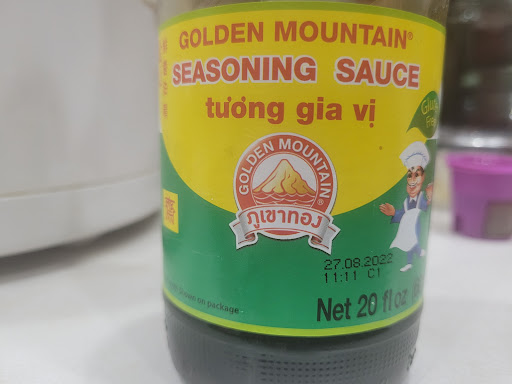 GOLDEN MOUNTAIN®
SEASONING SAUCE
tương gia vị
Gluten
Free
GOLDEN MOUNTAIN®
ภูเขาทอง
齋
27.08.2022
11:11 C1
shown on package
Net 20 fl oz